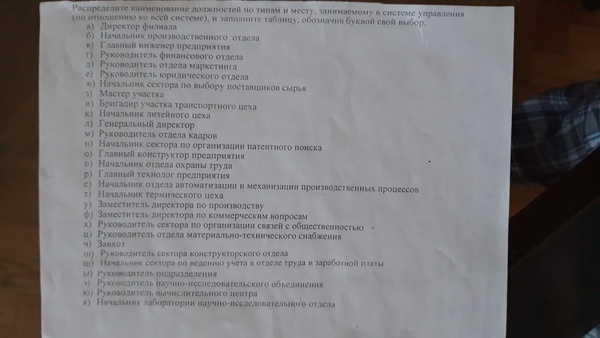 Распределите наименование должностей по типам и месту, занимаемому в системе управления
(по отношению ко всей системе), и заполните таблицу, обозначив буквой свой выбор.
а) Директор филиала
б) Начальник производственного отдела
в) Главный инженер предприятия
г) Руководитель финансового отдела
д) Руководитель отдела маркетинга
е) Руководитель юридического отдела
ж) Начальник сектора по выбору поставщиков сырья
з) Мастер участка
и) Бригадир участка транспортного цеха
к) Начальник литейного цеха
л) Генеральный директор
м) Руководитель отдела кадров
н) Начальник сектора по организации патентного поиска
о) Главный конструктор предприятия
п) Начальник отдела охраны труда
р) Главный технолог предприятия
с) Начальник отдела автоматизации и механизации производственных процессов
т) Начальник термического цеха
у) Заместитель директора по производству
ф) Заместитель директора по коммерческим вопросам
х) Руководитель сектора по организации связей с общественностью
ц) Руководитель отдела материально-технического снабжения
ч) Завхоз
ш) Руководитель сектора конструкторского отдела
щ) Начальник сектора по ведению учета в отделе труда и заработной платы
ы) Руководитель подразделения
э) Руководитель научно-исследовательского объединения
ю) Руководитель вычислительного центра
я) Начальник лаборатории научно-исследовательского отдела